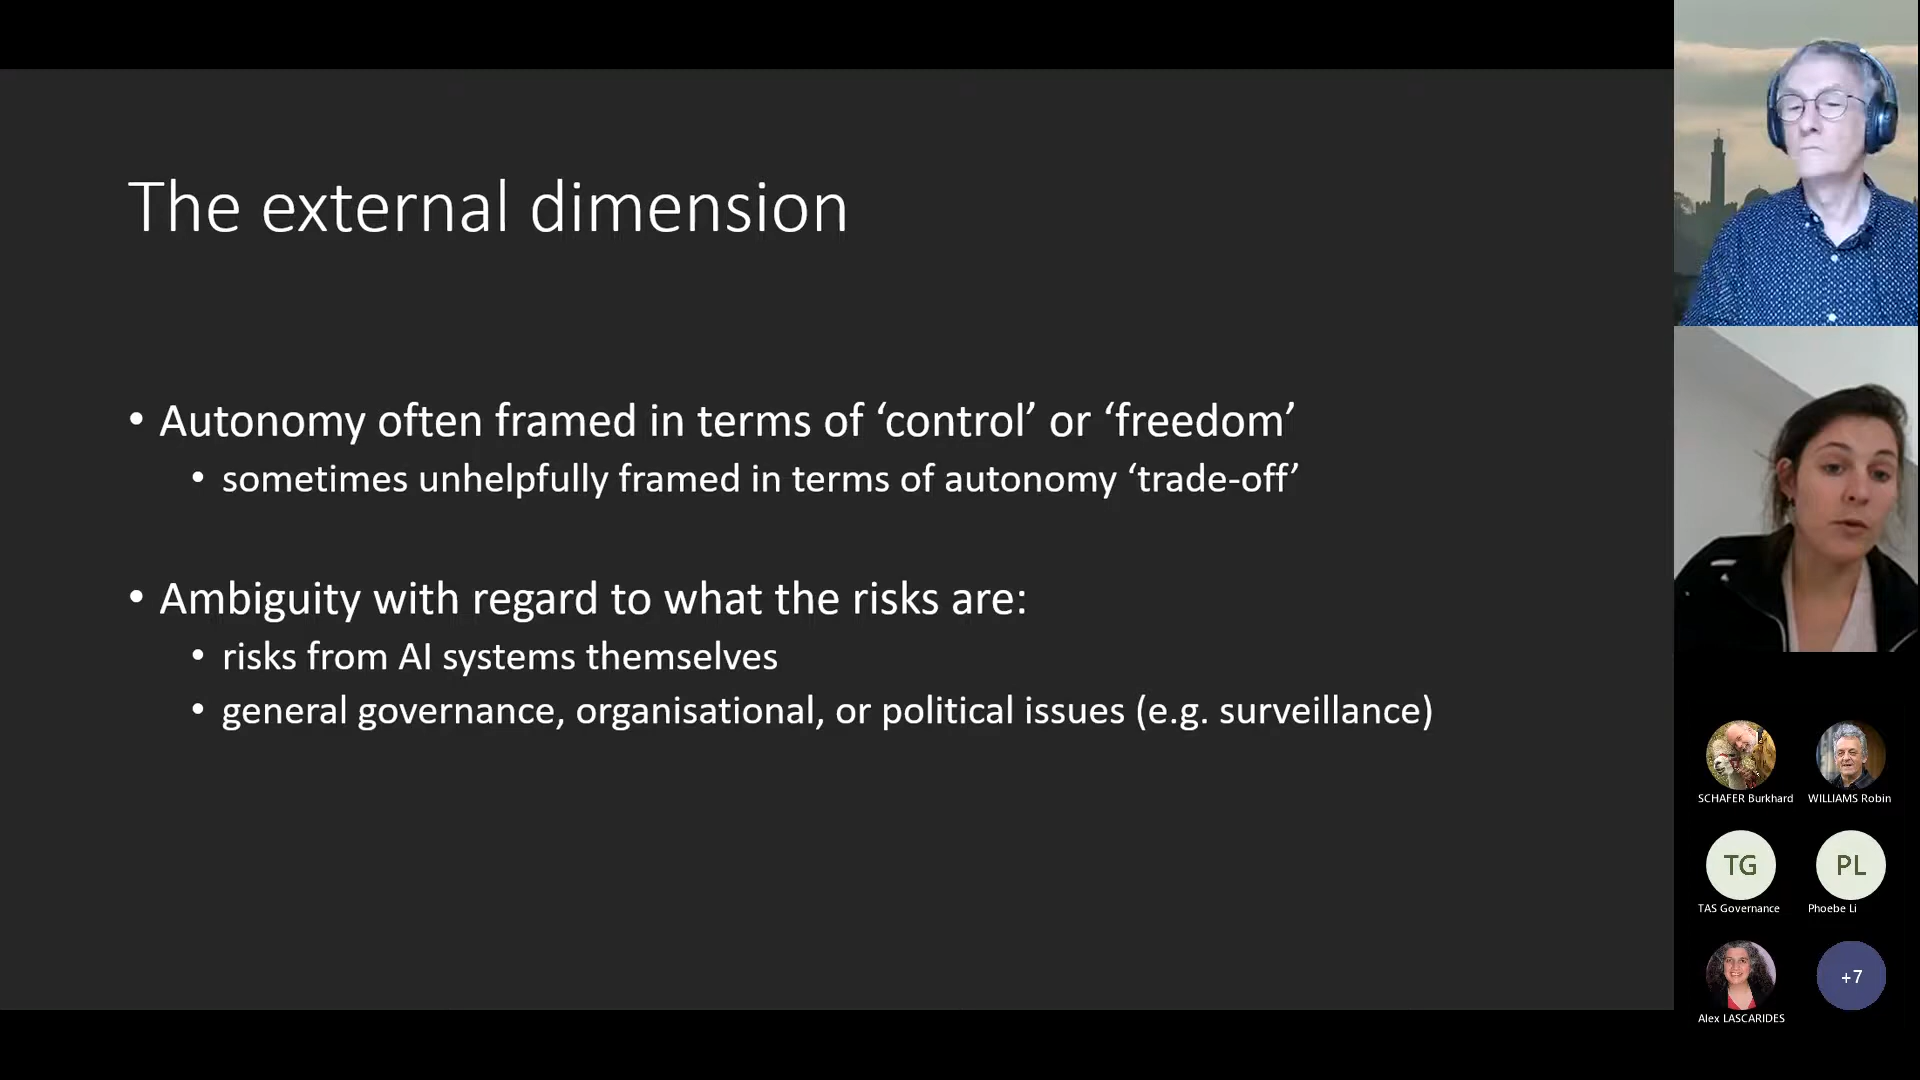 The external dimension
• Autonomy often framed in terms of ‘control’ or ‘freedom’
• sometimes unhelpfully framed in terms of autonomy ‘trade-off’
• Ambiguity with regard to what the risks are:
• risks from AI systems themselves
• general governance, organisational, or political issues (e.g. surveillance)
SCHAFER Burkhard
WILLIAMS Robin
TG
PL
TAS Governance
Phoebe Li
+7
Alex LASCARIDES